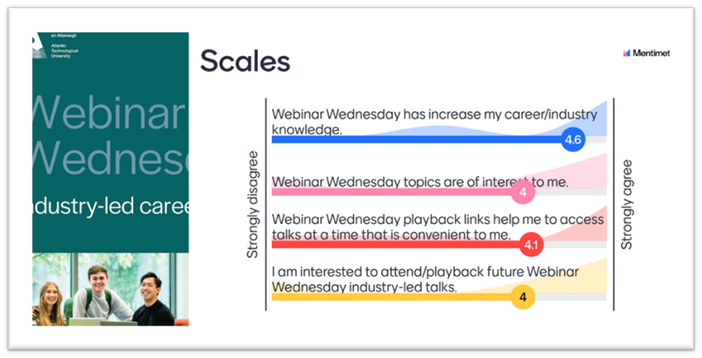 an Atlantaigh
Atlantic
Technological
University
Webinar
Wednes
ndustry-led caree
Scales
Mentimet
Strongly disagree
Webinar Wednesday has increase my career/industry
knowledge.
4.6
Webinar Wednesday topics are of interest to me.
4
Webinar Wednesday playback links help me to access
talks at a time that is convenient to me.
4.1
I am interested to attend/playback future Webinar
Wednesday industry-led talks.
4
Strongly agree